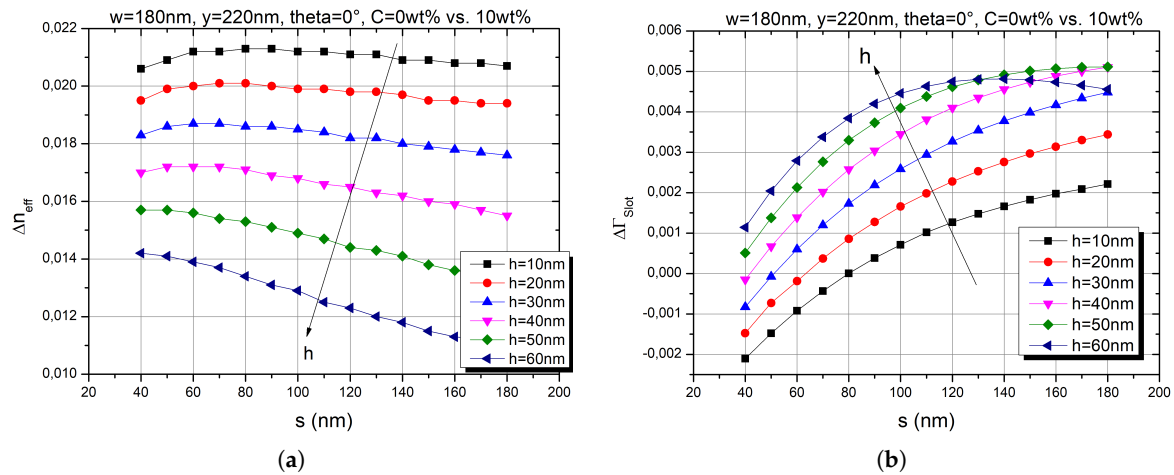 w=180nm, y=220nm, theta=0°, C=0wt% vs. 10wt%
0,022
0,020
0,018
0,016
0,014
0,012
0,010
Δn_eff
h
h=10nm
h=20nm
h=30nm
h=40nm
h=50nm
h=60nm
20 40 60 80 100 120 140 160 180 200
s (nm)
(a)
w=180nm, y=220nm, theta=0°, C=0wt% vs. 10wt%
0,006
0,005
0,004
0,003
0,002
0,001
0,000
-0,001
-0,002
ΔΓ_Slot
h
h=10nm
h=20nm
h=30nm
h=40nm
h=50nm
h=60nm
20 40 60 80 100 120 140 160 180 200
s (nm)
(b)